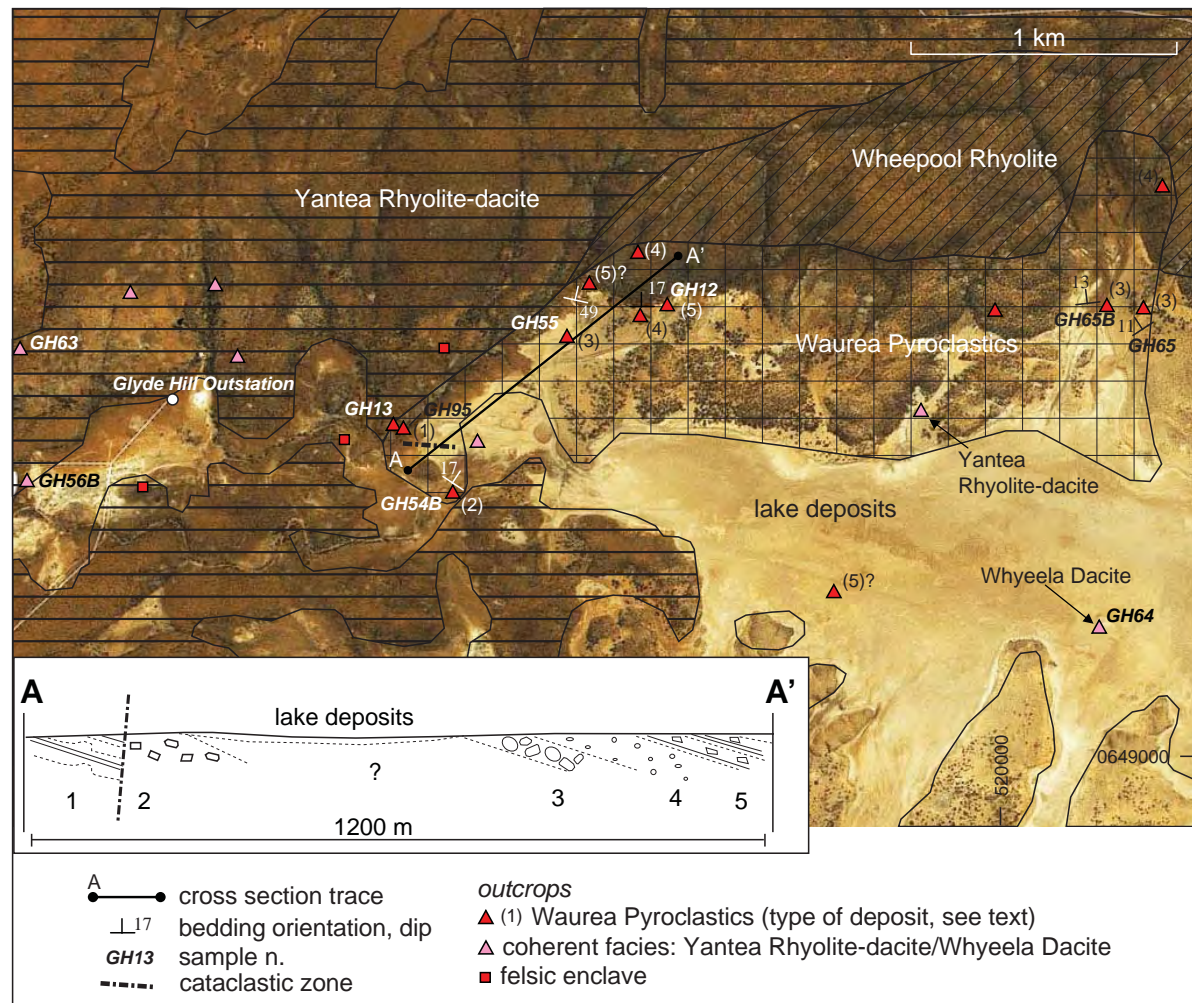 1 km
Wheepool Rhyolite
Yantea Rhyolite-dacite
(4)
(4)
A'
(5)?
17 GH12
13
49
(5)
(3)
(3)
GH55
(4)
GH65B
GH63
(3)
Waurea Pyroclastics
11
GH65
Glyde Hill Outstation
GH13
GH95
(1)
A
17
Yantea
Rhyolite-dacite
GH56B
GH54B
(2)
lake deposits
Whyeela Dacite
(5)?
GH64
A
A'
lake deposits
?
1
2
3
4
5
1200 m
520000
0649000
A
cross section trace
17
bedding orientation, dip
GH13
sample n.
cataclastic zone
outcrops
(1) Waurea Pyroclastics (type of deposit, see text)
coherent facies: Yantea Rhyolite-dacite/Whyeela Dacite
felsic enclave